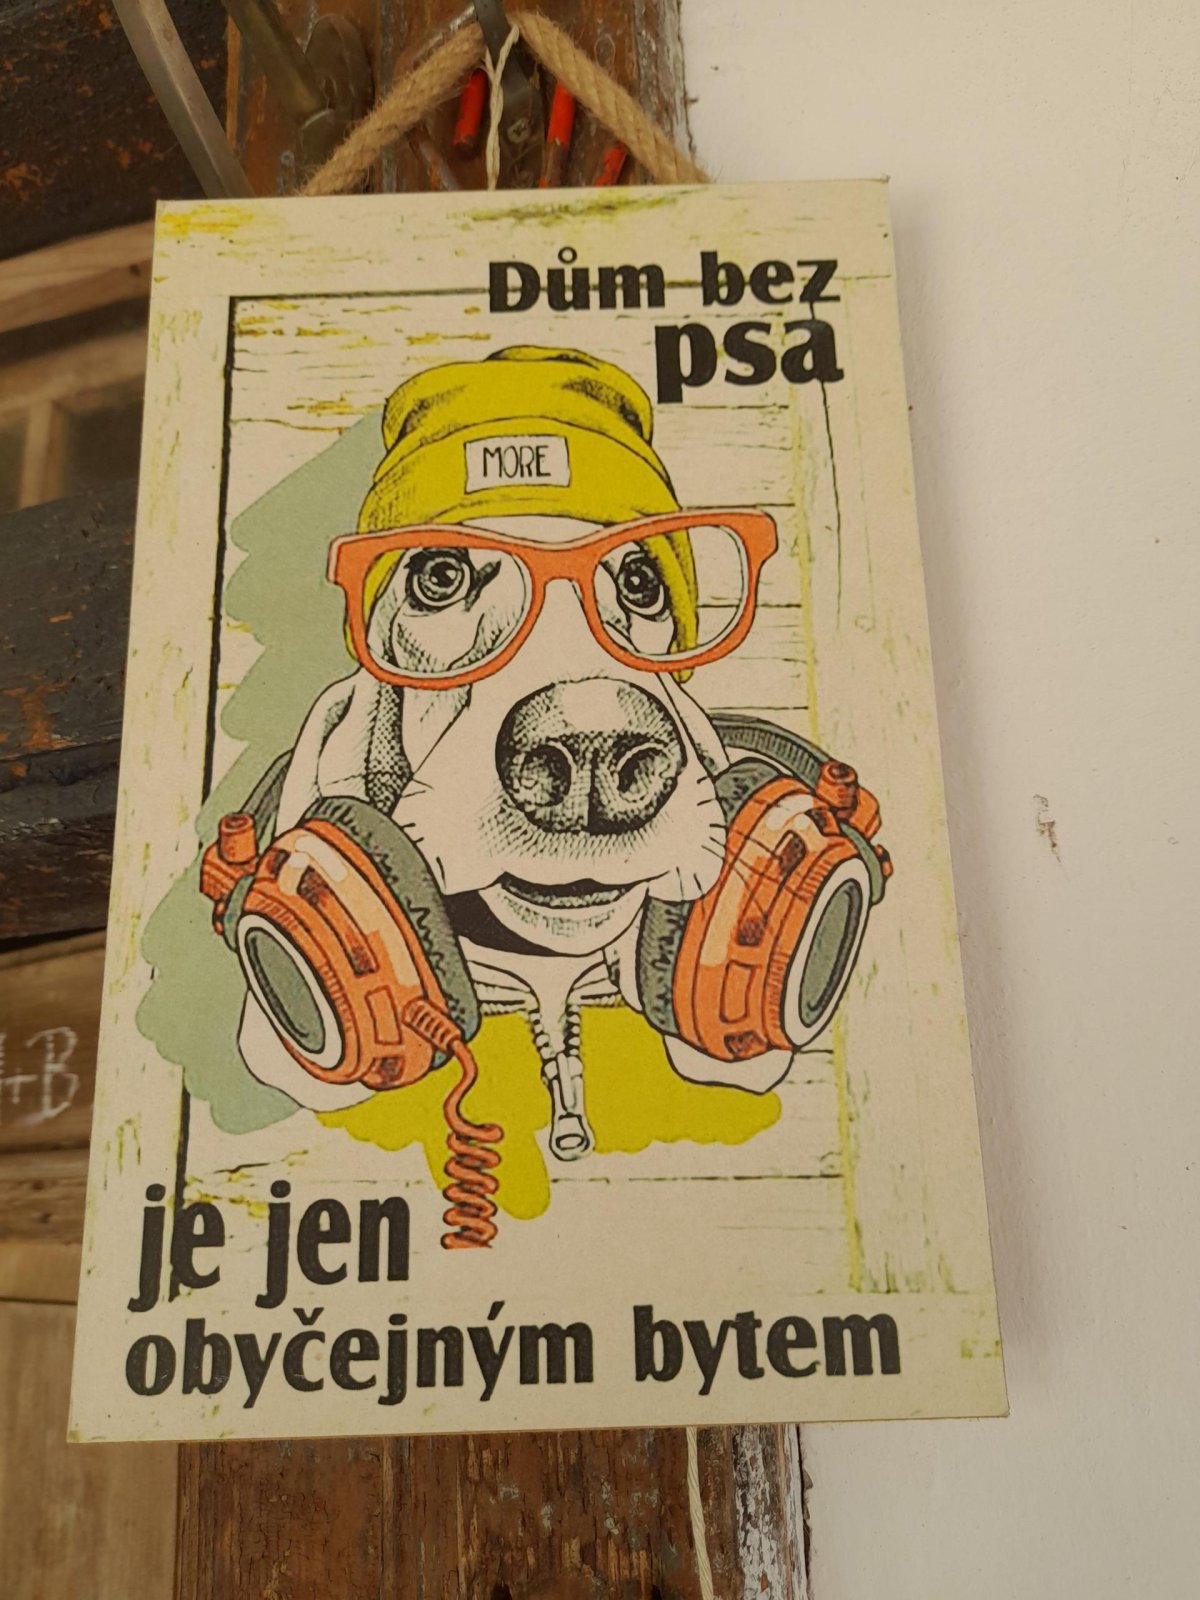 Dům bez
psa
MORE
je jen
obyčejným bytem
+B